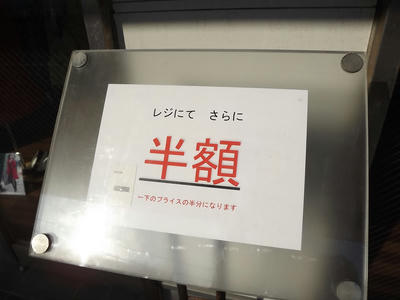 レジにて さらに
半額
一下のプライスの半分になります